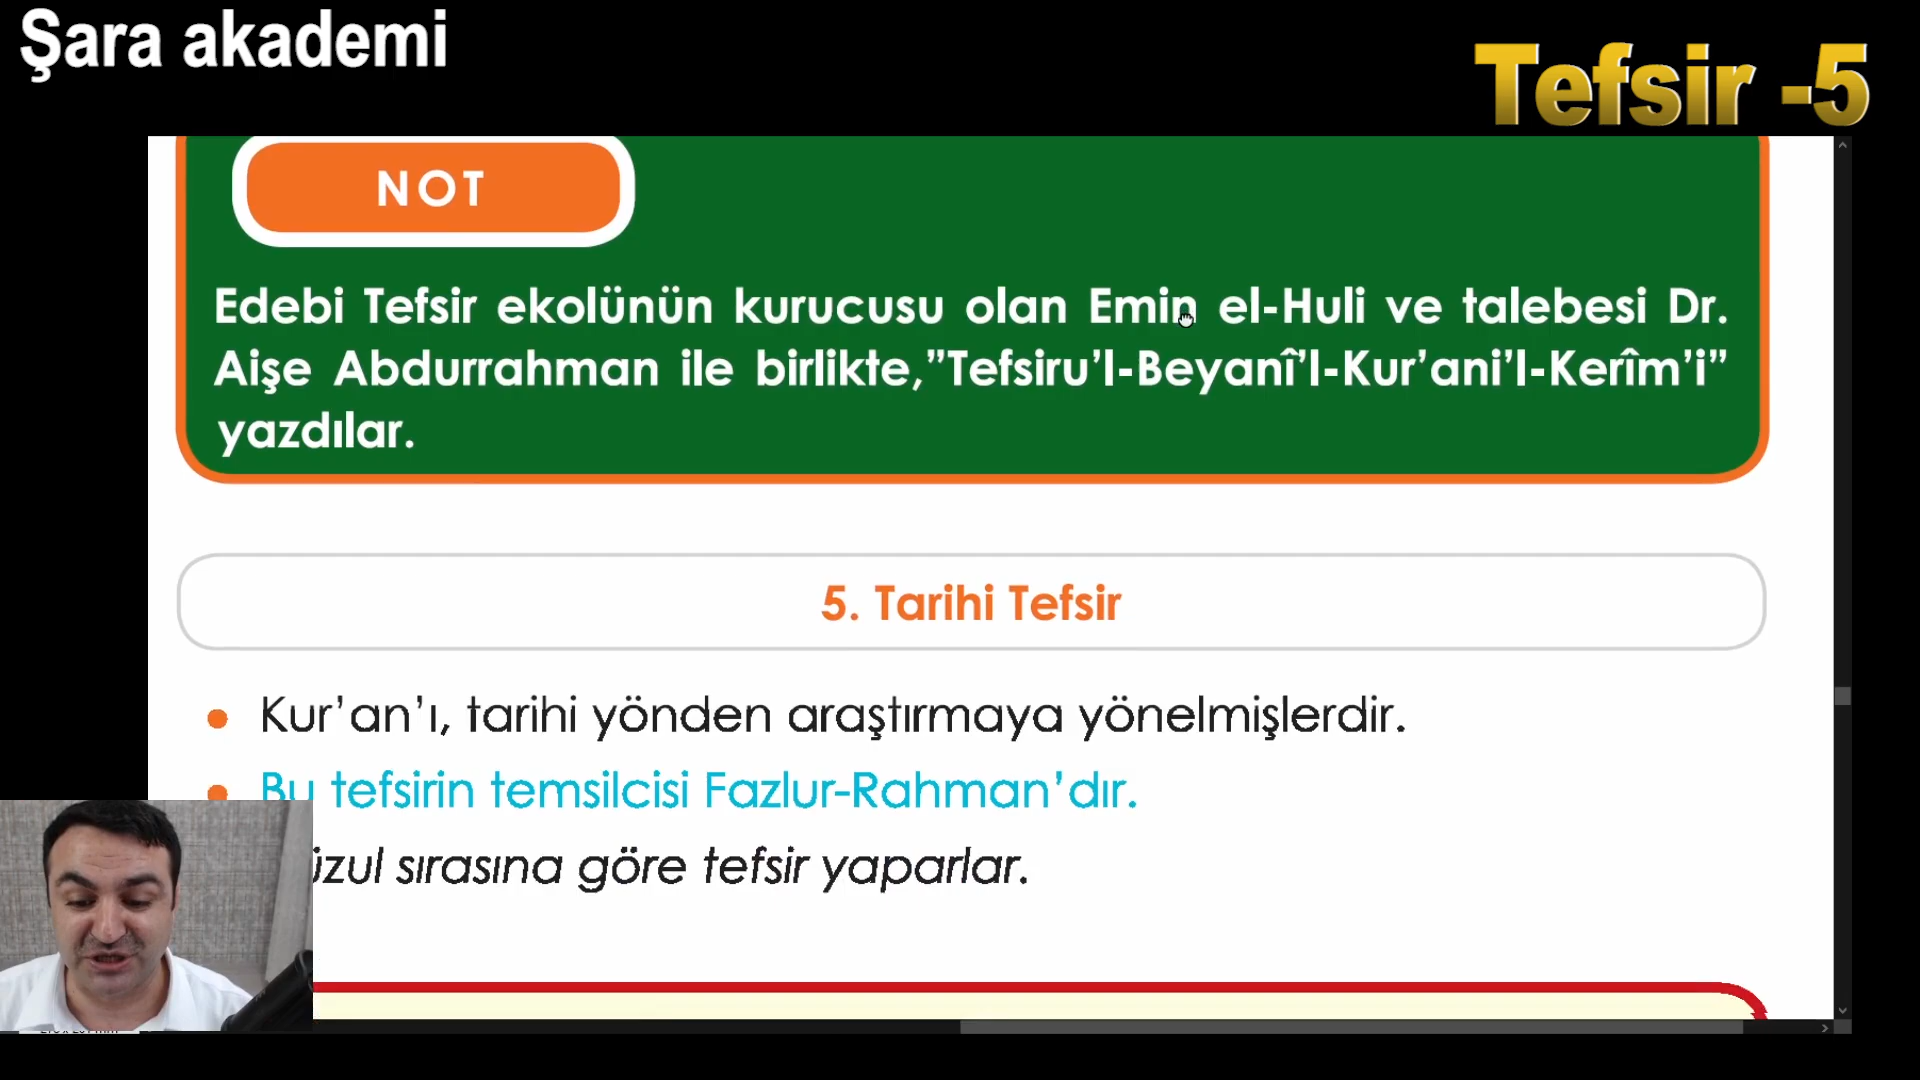 Şara akademi
Tefsir -5
NOT
Edebi Tefsir ekolünün kurucusu olan Emin el-Huli ve talebesi Dr.
Aişe Abdurrahman ile birlikte,”Tefsiru’l-Beyanî’l-Kur’ani’l-Kerîm’i”
yazdılar.
5. Tarihi Tefsir
• Kur’an’ı, tarihi yönden araştırmaya yönelmişlerdir.
• Bu tefsirin temsilcisi Fazlur-Rahman’dır.
sırasına göre tefsir yaparlar.